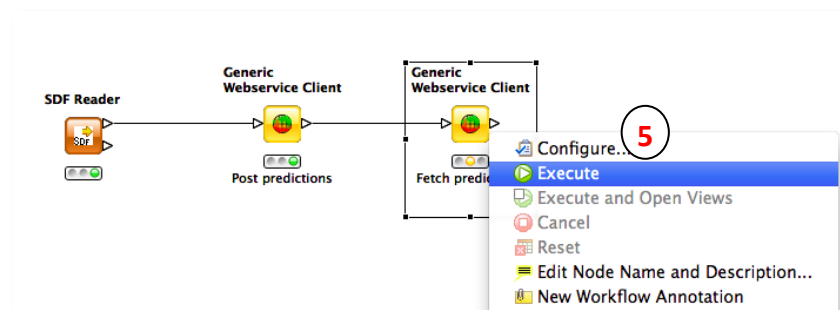 SDF Reader
SDF
Generic
Webservice Client
Post predictions
Generic
Webservice Client
Fetch predic
5
Configure...
Execute
Execute and Open Views
Cancel
Reset
Edit Node Name and Description...
New Workflow Annotation